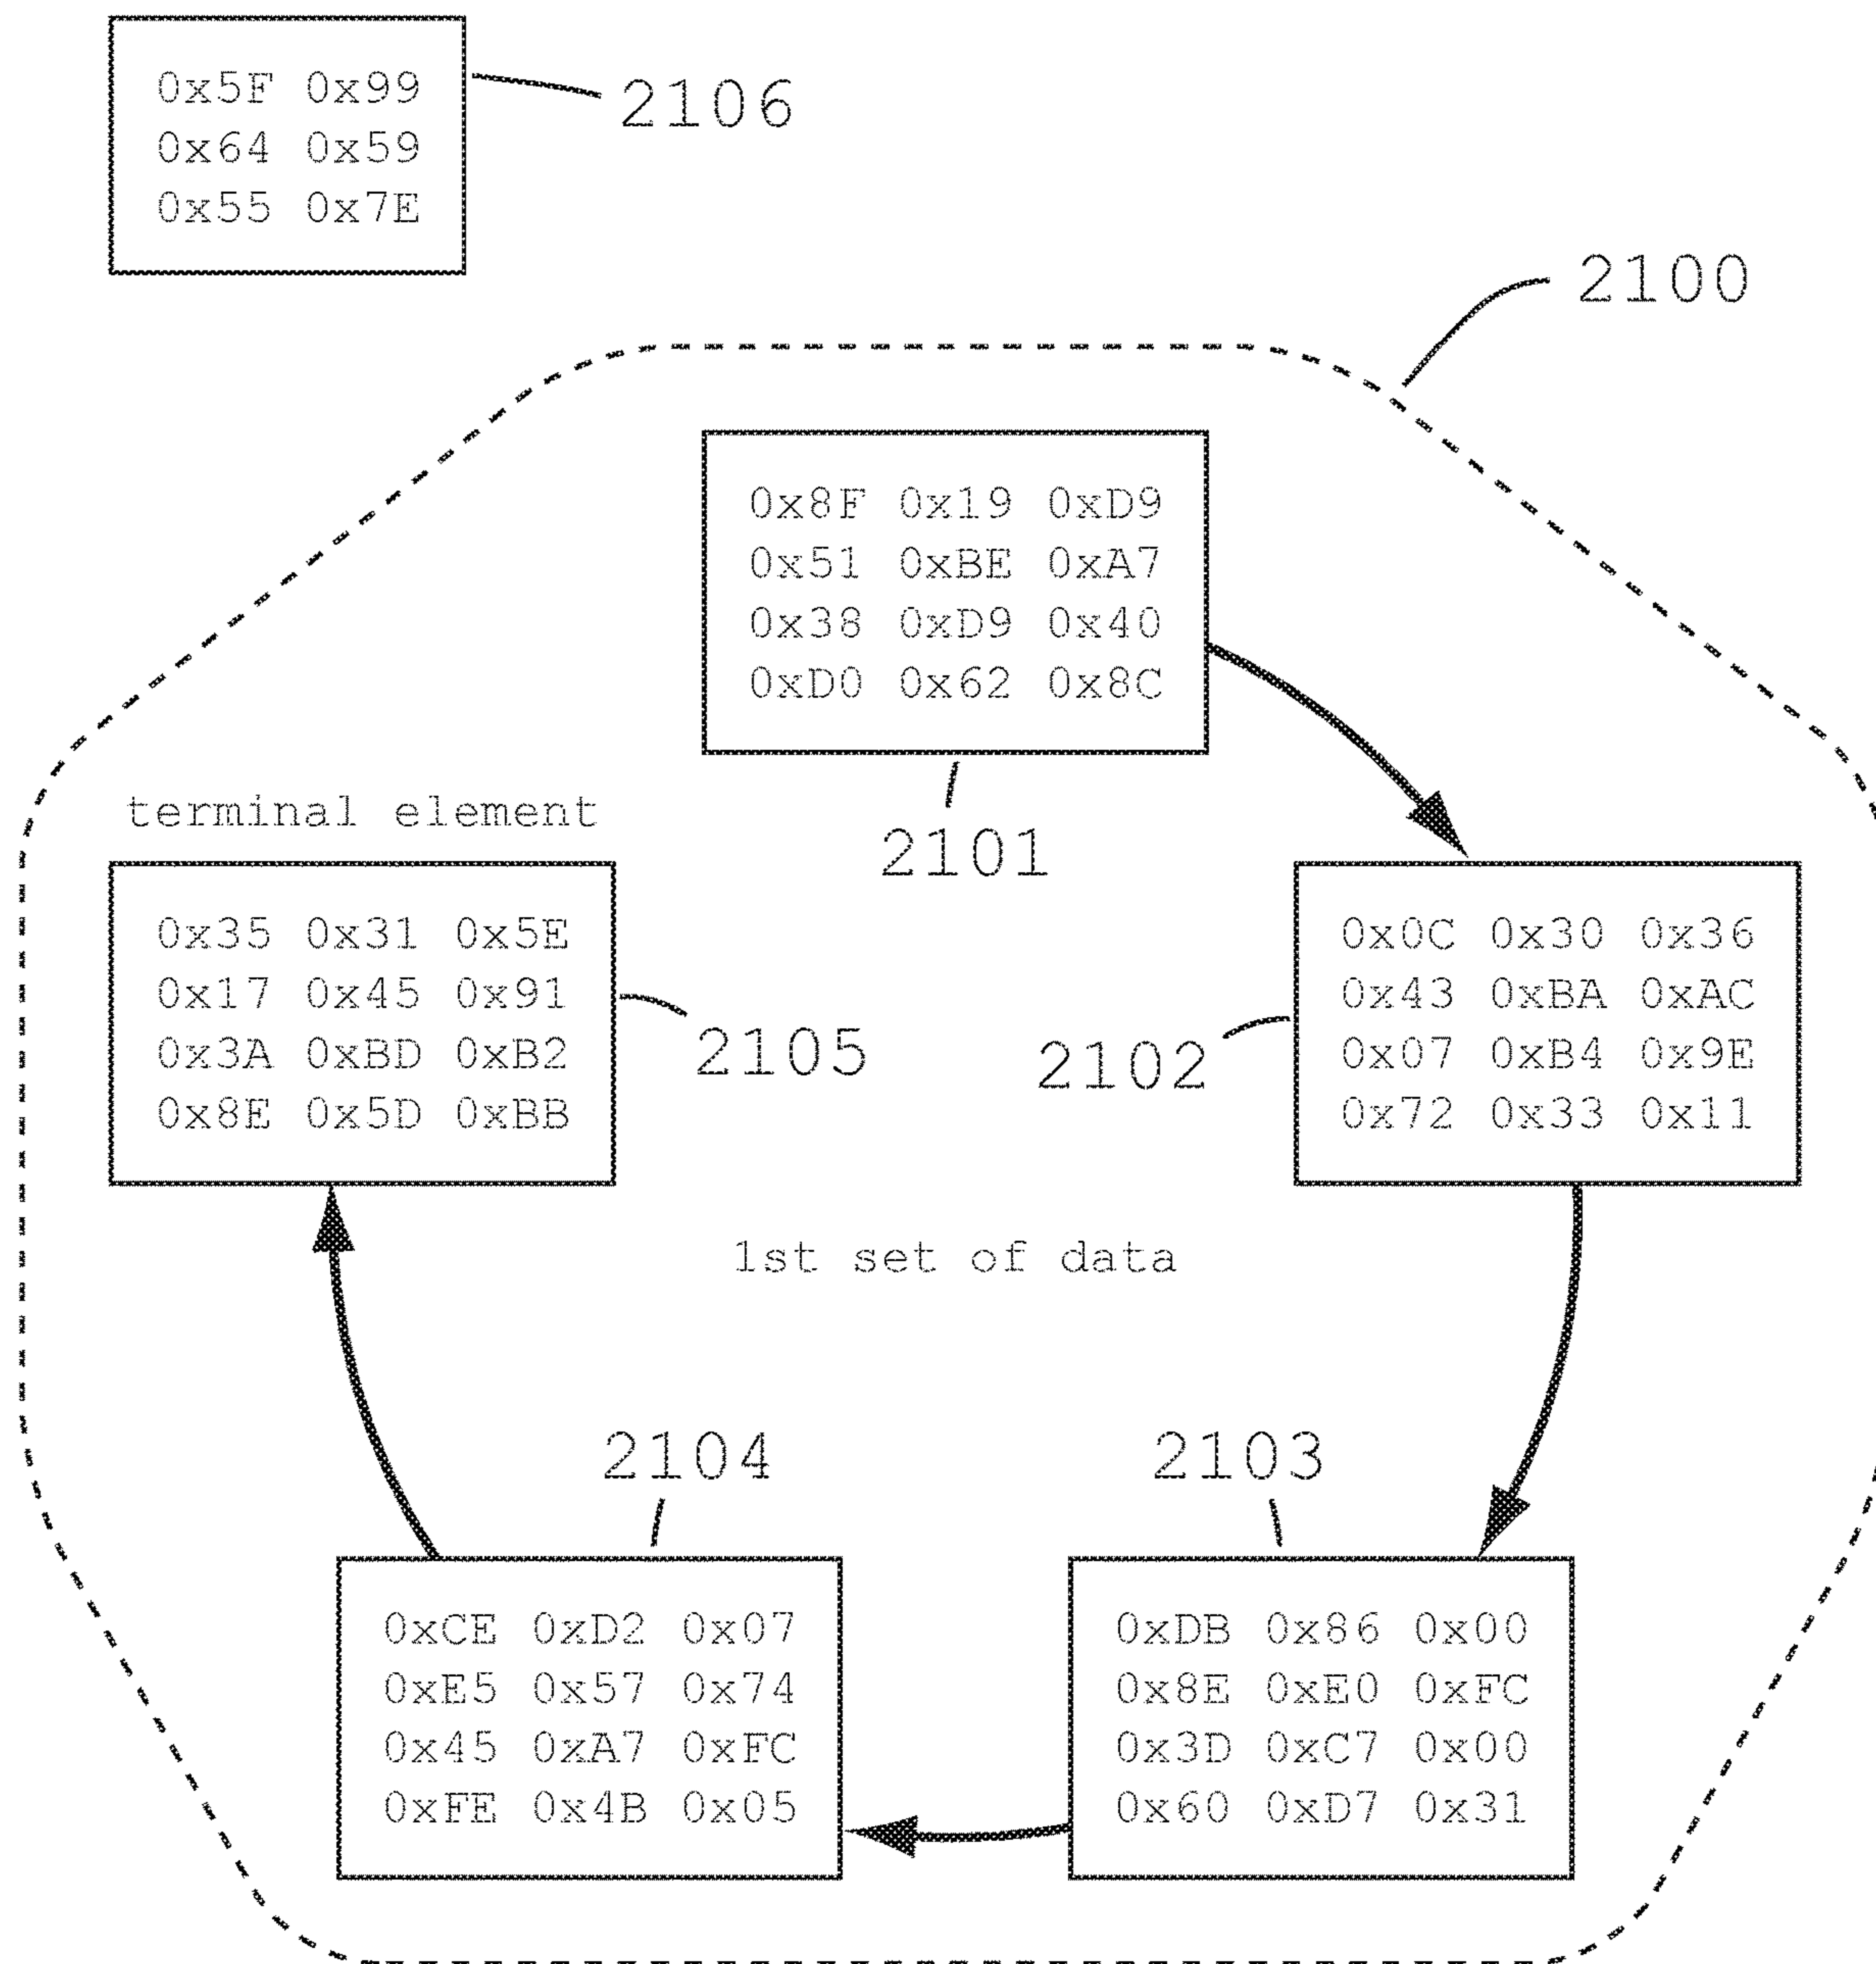 0x5F 0x99
0x64 0x59
0x55 0x7E
2106
2100
0x8F 0x19 0xD9
0x51 0xBE 0xA7
0x38 0xD9 0x40
0xD0 0x62 0x8C
2101
terminal element
0x35 0x31 0x5E
0x17 0x45 0x91
0x3A 0xBD 0xB2
0x8E 0x5D 0xBB
2105
2102
0x0C 0x30 0x36
0x43 0xBA 0xAC
0x07 0xB4 0x9E
0x72 0x33 0x11
1st set of data
2104
2103
0xCE 0xD2 0x07
0xE5 0x57 0x74
0x45 0xA7 0xFC
0xFE 0x4B 0x05
0xDB 0x86 0x00
0x8E 0xE0 0xFC
0x3D 0xC7 0x00
0x60 0xD7 0x31